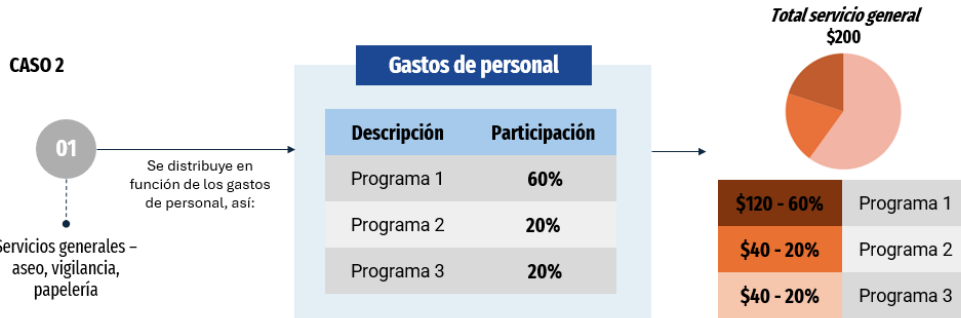 CASO 2
01
Servicios generales –
aseo, vigilancia,
papelería
Se distribuye en
función de los gastos
de personal, así:
Gastos de personal
Descripción Participación
Programa 1 60%
Programa 2 20%
Programa 3 20%
Total servicio general
$200
$120 - 60% Programa 1
$40 - 20% Programa 2
$40 - 20% Programa 3